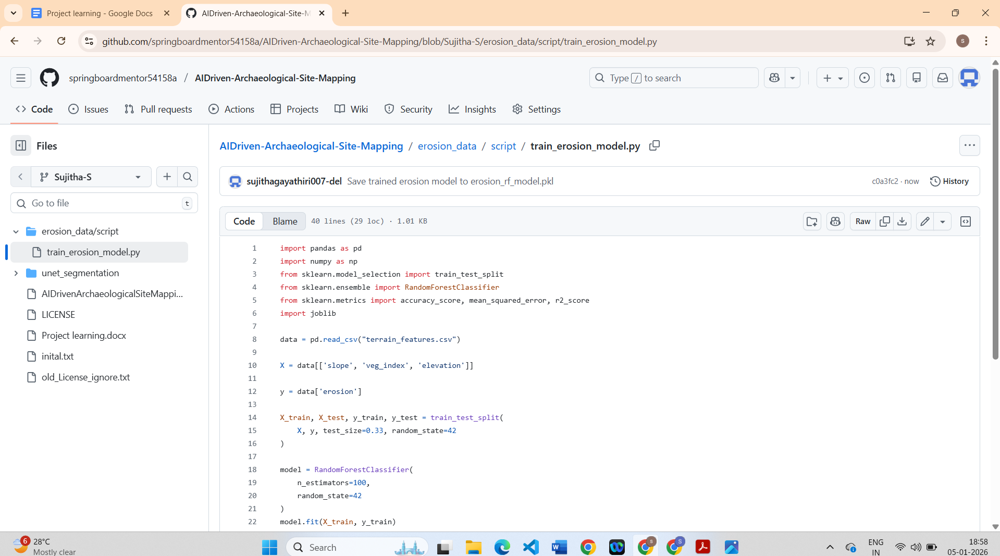 Project learning - Google Docs
AIDriven-Archaeological-Site-M
github.com/springboardmentor54158a/AIDriven-Archaeological-Site-Mapping/blob/Sujitha-S/erosion_data/script/train_erosion_model.py
s
springboardmentor54158a / AIDriven-Archaeological-Site-Mapping
Type / to search
Code
Issues
Pull requests
Actions
Projects
Wiki
Security
Insights
Settings
Files
Sujitha-S
Go to file
t
erosion_data/script
train_erosion_model.py
unet_segmentation
AIDrivenArchaeologicalSiteMappi...
LICENSE
Project learning.docx
inital.txt
old_License_ignore.txt
AIDriven-Archaeological-Site-Mapping / erosion_data / script / train_erosion_model.py
sujithagayathiri007-del Save trained erosion model to erosion_rf_model.pkl
c0a3fc2 · now
History
Code
Blame
40 lines (29 loc) · 1.01 KB
Raw
1 import pandas as pd
2 import numpy as np
3 from sklearn.model_selection import train_test_split
4 from sklearn.ensemble import RandomForestClassifier
5 from sklearn.metrics import accuracy_score, mean_squared_error, r2_score
6 import joblib
7
8 data = pd.read_csv("terrain_features.csv")
9
10 X = data[['slope', 'veg_index', 'elevation']]
11
12 y = data['erosion']
13
14 X_train, X_test, y_train, y_test = train_test_split(
15 X, y, test_size=0.33, random_state=42
16 )
17
18 model = RandomForestClassifier(
19 n_estimators=100,
20 random_state=42
21 )
22 model.fit(X_train, y_train)
6
28°C
Mostly clear
Search
s
S
ENG
IN
18:58
05-01-2026